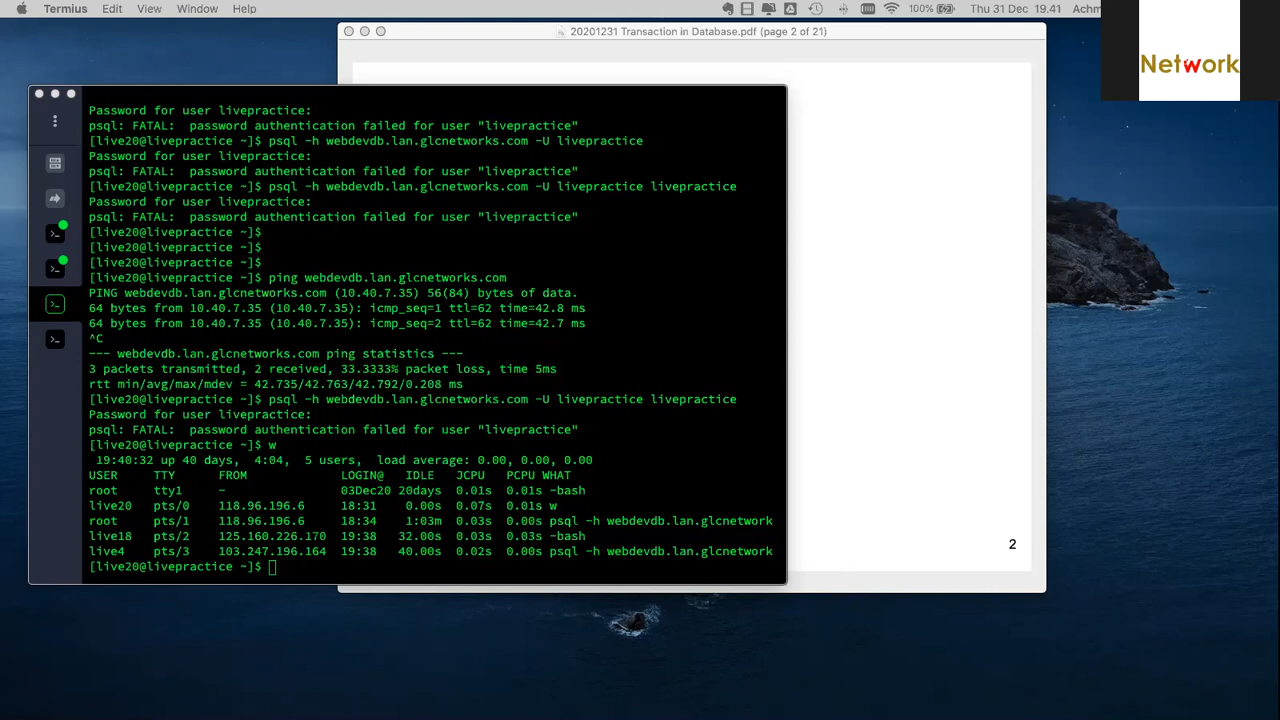 Termius Edit View Window Help 100% Thu 31 Dec 19.41 Achm
20201231 Transaction in Database.pdf (page 2 of 21)
Network
Password for user livepractice:
psql: FATAL:  password authentication failed for user "livepractice"
[live20@livepractice ~]$ psql -h webdevdb.lan.glcnetworks.com -U livepractice
Password for user livepractice:
psql: FATAL:  password authentication failed for user "livepractice"
[live20@livepractice ~]$ psql -h webdevdb.lan.glcnetworks.com -U livepractice livepractice
Password for user livepractice:
psql: FATAL:  password authentication failed for user "livepractice"
[live20@livepractice ~]$
[live20@livepractice ~]$
[live20@livepractice ~]$
[live20@livepractice ~]$ ping webdevdb.lan.glcnetworks.com
PING webdevdb.lan.glcnetworks.com (10.40.7.35) 56(84) bytes of data.
64 bytes from 10.40.7.35 (10.40.7.35): icmp_seq=1 ttl=62 time=42.8 ms
64 bytes from 10.40.7.35 (10.40.7.35): icmp_seq=2 ttl=62 time=42.7 ms
^C
--- webdevdb.lan.glcnetworks.com ping statistics ---
3 packets transmitted, 2 received, 33.3333% packet loss, time 5ms
rtt min/avg/max/mdev = 42.735/42.763/42.792/0.208 ms
[live20@livepractice ~]$ psql -h webdevdb.lan.glcnetworks.com -U livepractice livepractice
Password for user livepractice:
psql: FATAL:  password authentication failed for user "livepractice"
[live20@livepractice ~]$ w
19:40:32 up 40 days,  4:04,  5 users,  load average: 0.00, 0.00, 0.00
USER TTY FROM LOGIN@ IDLE JCPU PCPU WHAT
root tty1 - 03Dec20 20days 0.01s 0.01s -bash
live20 pts/0 118.96.196.6 18:31 0.00s 0.07s 0.01s w
root pts/1 118.96.196.6 18:34 1:03m 0.03s 0.00s psql -h webdevdb.lan.glcnetwork
live18 pts/2 125.160.226.170 19:38 32.00s 0.03s 0.03s -bash
live4 pts/3 103.247.196.164 19:38 40.00s 0.02s 0.00s psql -h webdevdb.lan.glcnetwork
[live20@livepractice ~]$
2